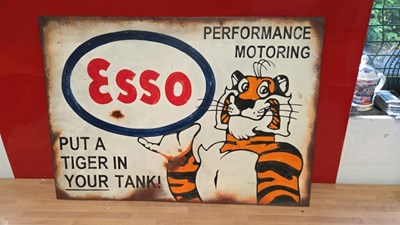 PERFORMANCE
MOTORING
Esso
PUT A
TIGER IN
YOUR TANK!